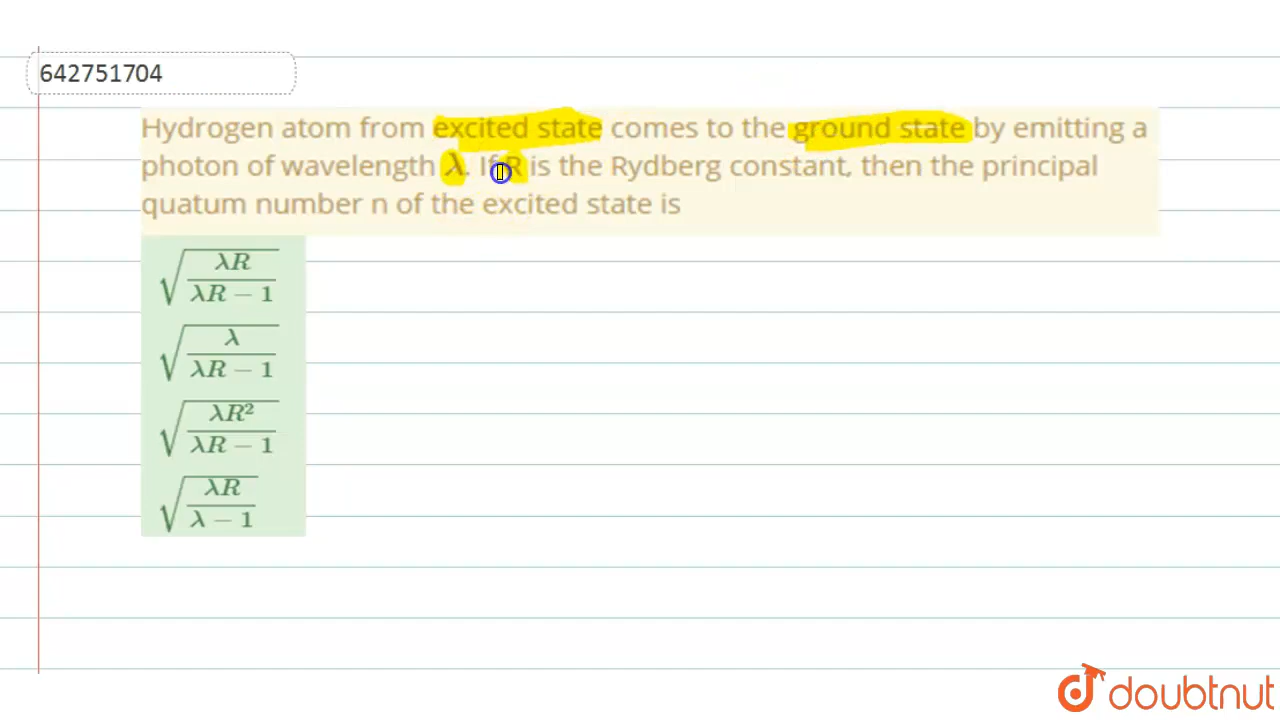 642751704
Hydrogen atom from excited state comes to the ground state by emitting a
photon of wavelength λ. If R is the Rydberg constant, then the principal
quatum number n of the excited state is
√(λR / (λR − 1))
√(λ / (λR − 1))
√(λR² / (λR − 1))
√(λR / (λ − 1))
doubtnut